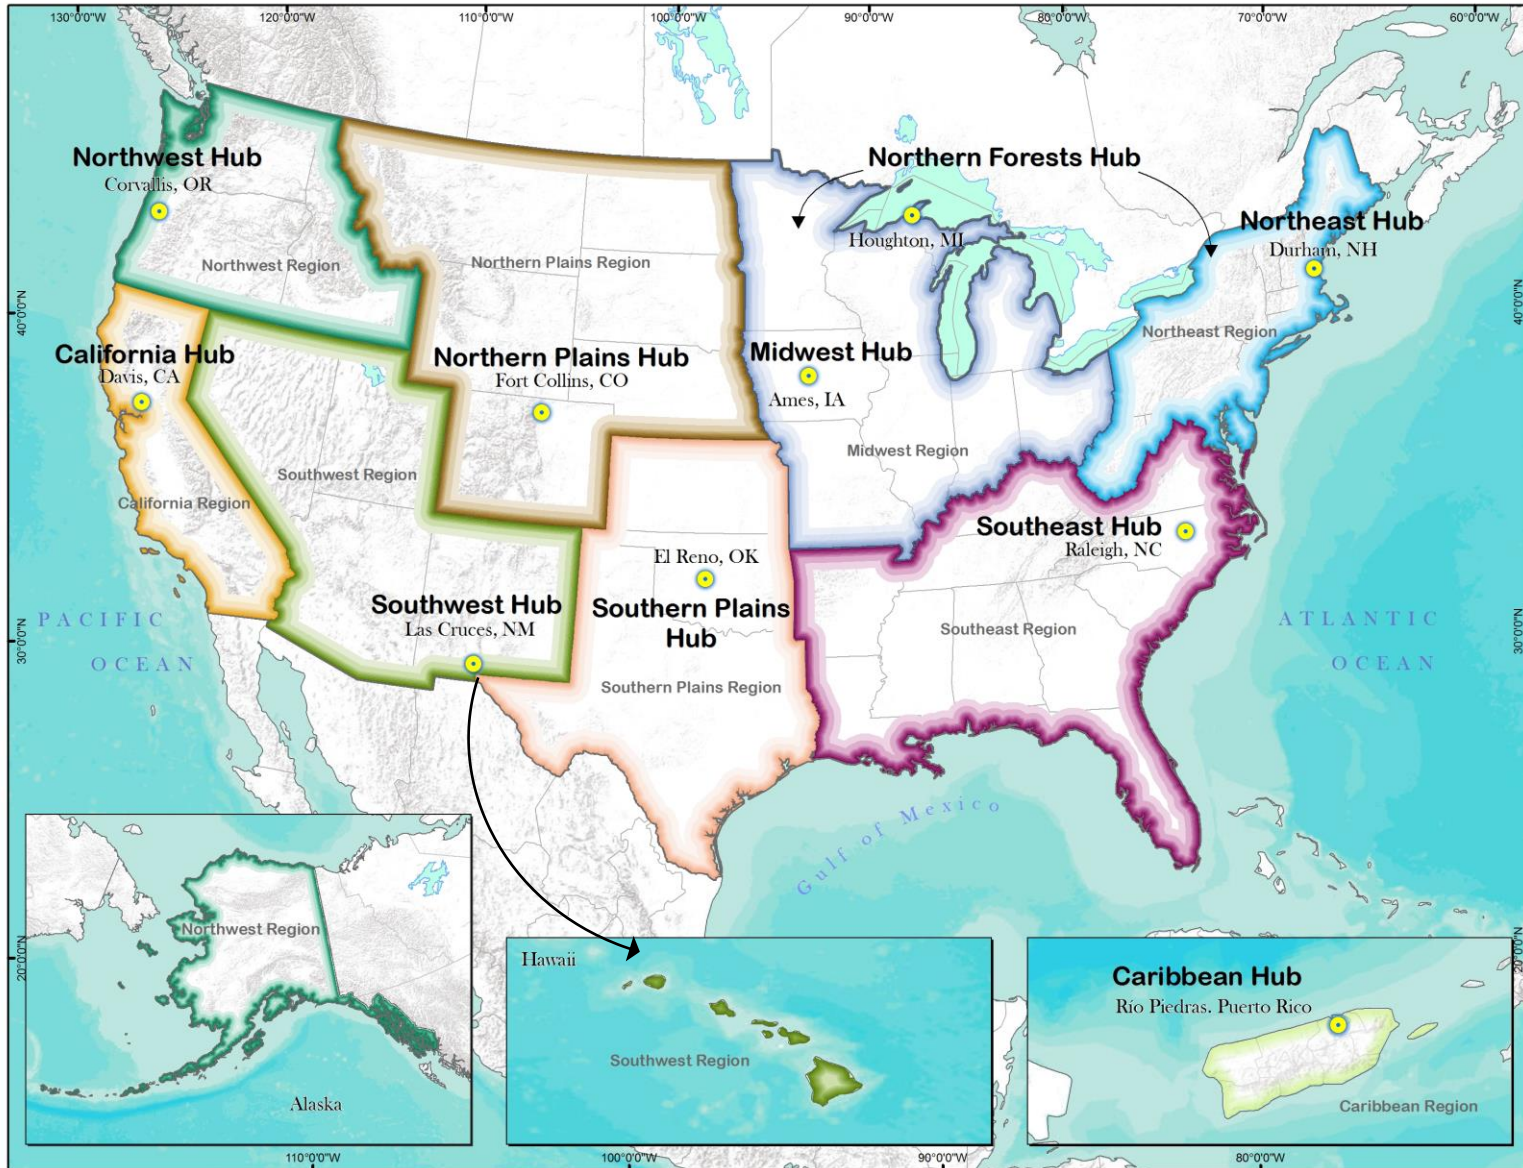 130°0'0"W
120°0'0"W
110°0'0"W
100°0'0"W
90°0'0"W
80°0'0"W
70°0'0"W
60°0'0"W
Northwest Hub
Corvallis, OR
Northern Forests Hub
Northeast Hub
Durham, NH
Houghton, MI
Northwest Region
Northern Plains Region
40°0'0"N
40°0'0"N
Northeast Region
California Hub
Davis, CA
Northern Plains Hub
Fort Collins, CO
Midwest Hub
Ames, IA
Midwest Region
Southwest Region
California Region
Southeast Hub
Raleigh, NC
El Reno, OK
Southwest Hub
Las Cruces, NM
Southern Plains
Hub
Southeast Region
PACIFIC
OCEAN
ATLANTIC
OCEAN
30°0'0"N
30°0'0"N
Southern Plains Region
Gulf of Mexico
Northwest Region
Alaska
20°0'0"N
20°0'0"N
Hawaii
Southwest Region
Caribbean Hub
Río Piedras. Puerto Rico
Caribbean Region
110°0'0"W
100°0'0"W
90°0'0"W
80°0'0"W